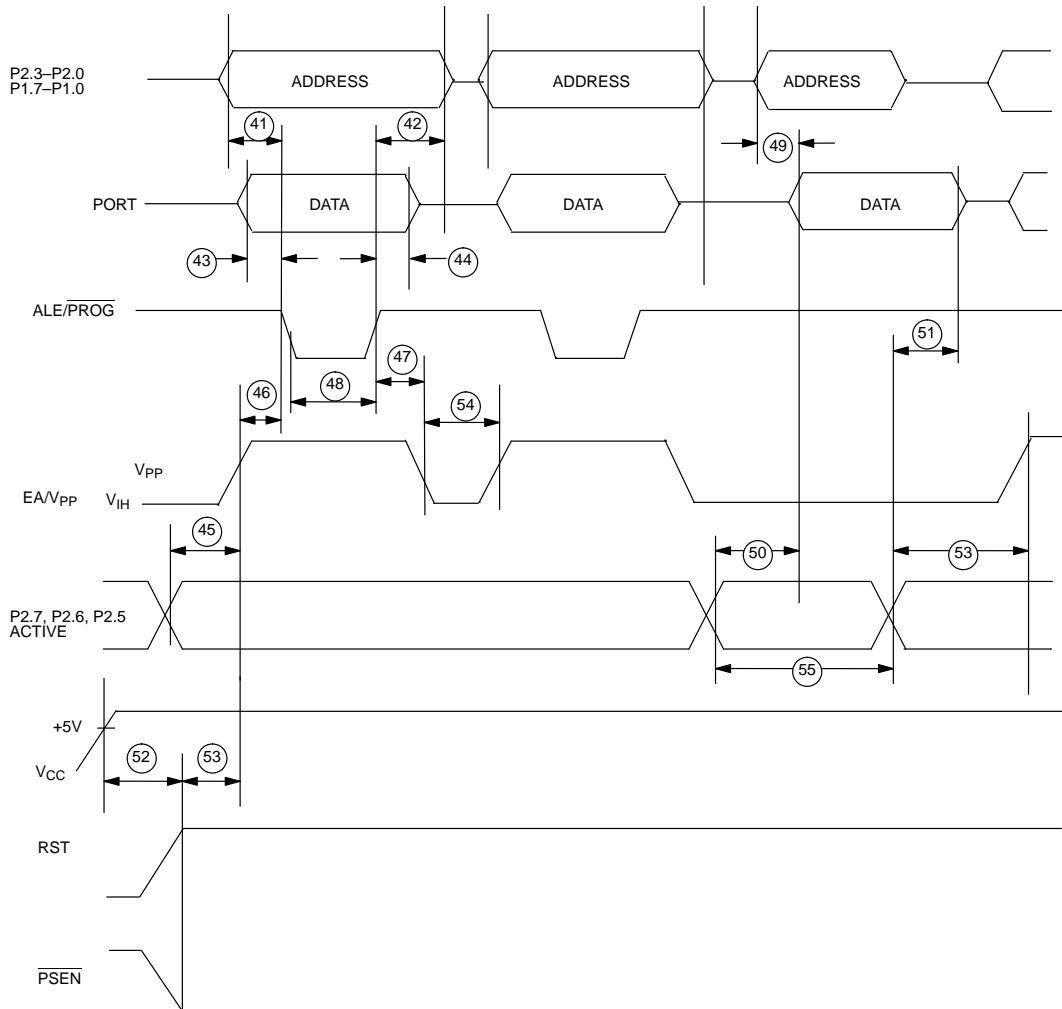 P2.3–P2.0
P1.7–P1.0
ADDRESS
ADDRESS
ADDRESS
41
42
49
PORT
DATA
DATA
DATA
43
44
ALE/PROG
51
47
46
48
54
VPP
EA/VPP
VIH
45
50
53
P2.7, P2.6, P2.5
ACTIVE
55
+5V
52
53
VCC
RST
PSEN